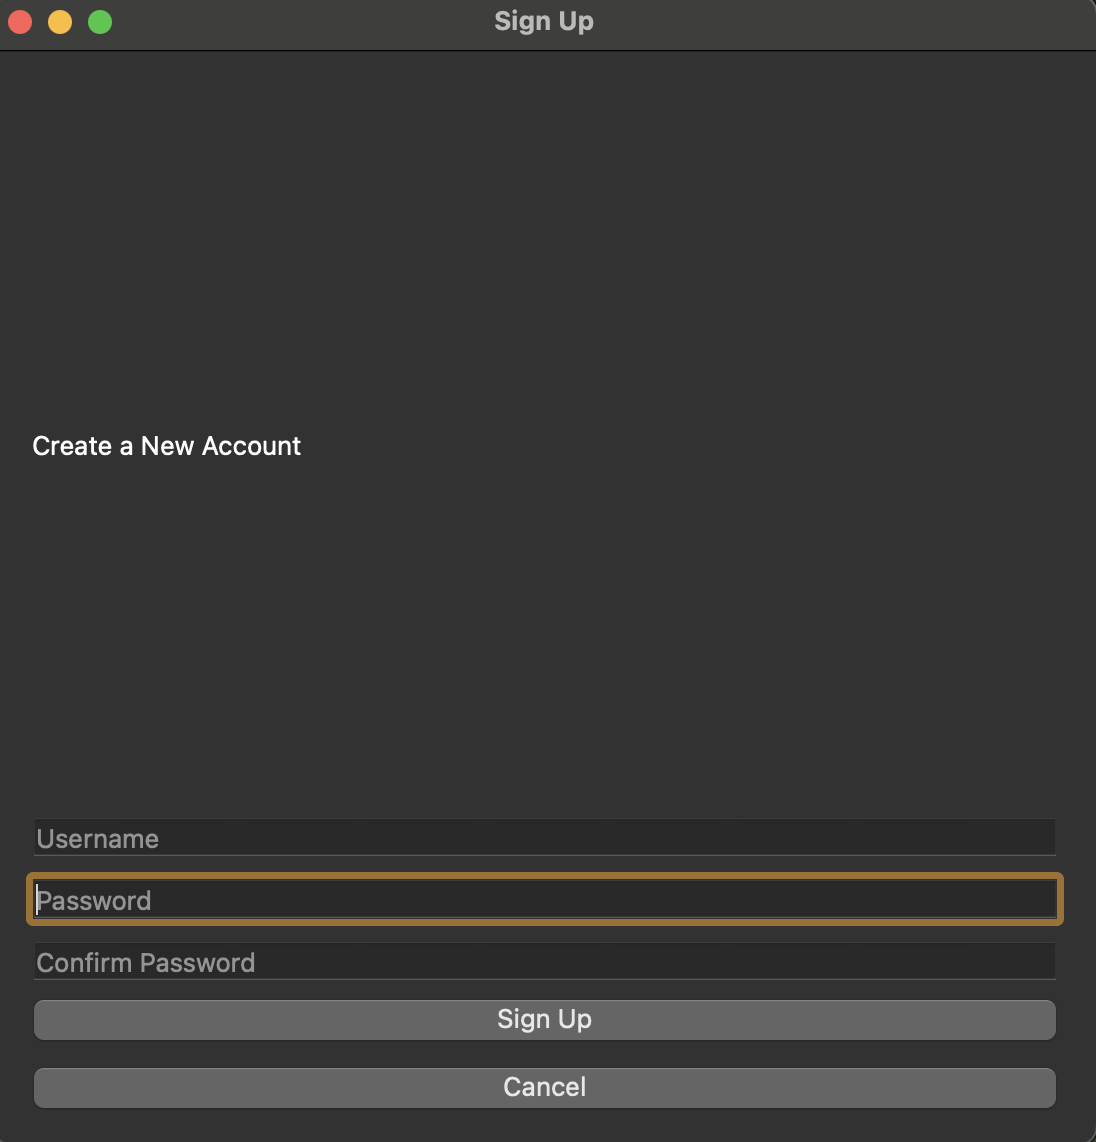 Sign Up
Create a New Account
Username
Password
Confirm Password
Sign Up
Cancel